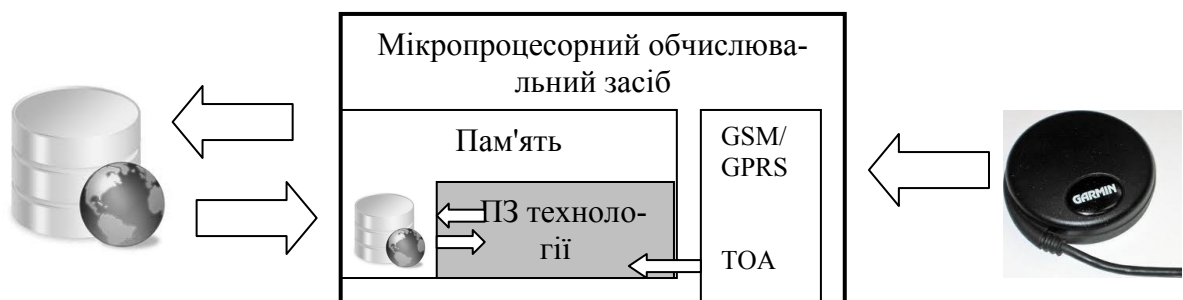 Мікропроцесорний обчислюва-
льний засіб
Пам'ять
GSM/
GPRS
ПЗ техноло-
гії
TOA
GARMIN